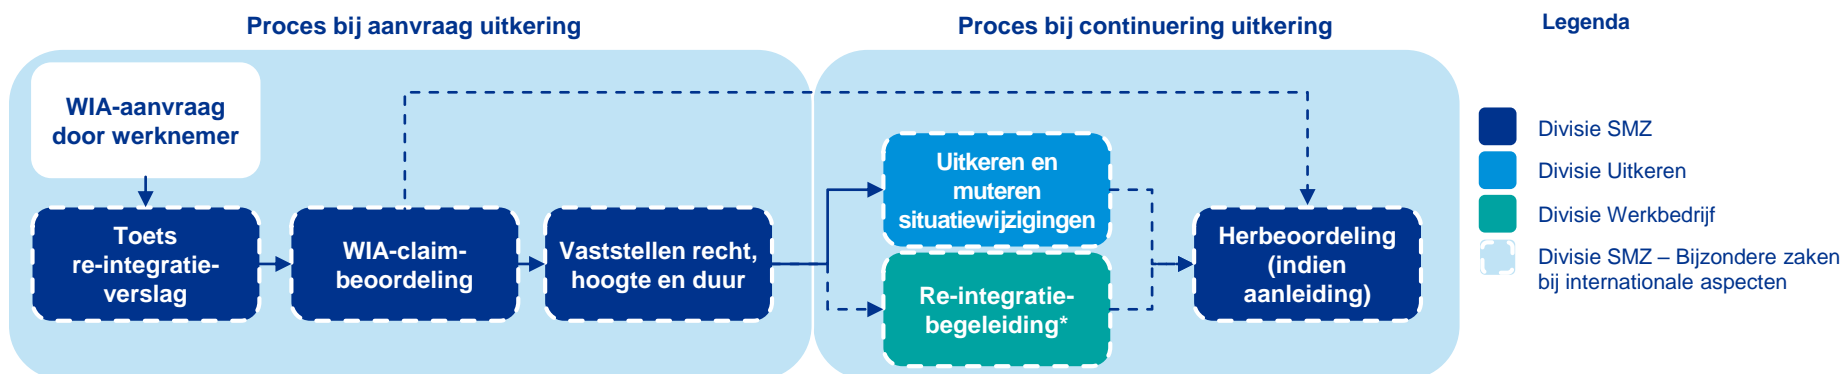 Proces bij aanvraag uitkering
Proces bij continuering uitkering
Legenda
WIA-aanvraag
door werknemer
Toets
re-integratie-
verslag
WIA-claim-
beoordeling
Vaststellen recht,
hoogte en duur
Uitkeren en
muteren
situatiewijzigingen
Re-integratie-
begeleiding*
Herbeoordeling
(indien
aanleiding)
Divisie SMZ
Divisie Uitkeren
Divisie Werkbedrijf
Divisie SMZ – Bijzondere zaken
bij internationale aspecten